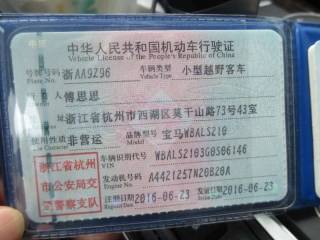 中华人民共和国机动车行驶证
Vehicle License of the People's Republic of China
号牌号码 浙AA9Z96 车辆类型 小型越野客车
Plate No. Vehicle Type
所有人 傅思思
Owner
住址 浙江省杭州市西湖区莫干山路73号43室
Address
使用性质 非营运 品牌型号 宝马WBALS210
Use Character Model
浙江省杭州
市公安局交
通警察支队
车辆识别代号 WBALS2103G0S06146
VIN
发动机号码 A4421257N20B20A
Engine No.
注册日期 2016-06-23 发证日期 2016-06-23
Register Date Issue Date